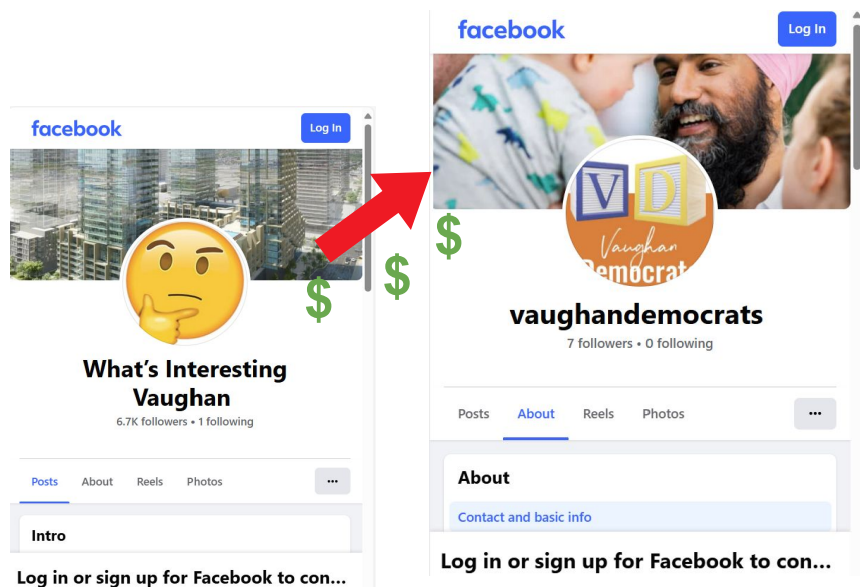 facebook
Log In
What's Interesting
Vaughan
6.7K followers • 1 following
Posts About Reels Photos ...
Intro
Log in or sign up for Facebook to con...
$
$
$
facebook
Log In
V D
Vaughan
Democrat
vaughandemocrats
7 followers • 0 following
Posts About Reels Photos ...
About
Contact and basic info
Log in or sign up for Facebook to con...